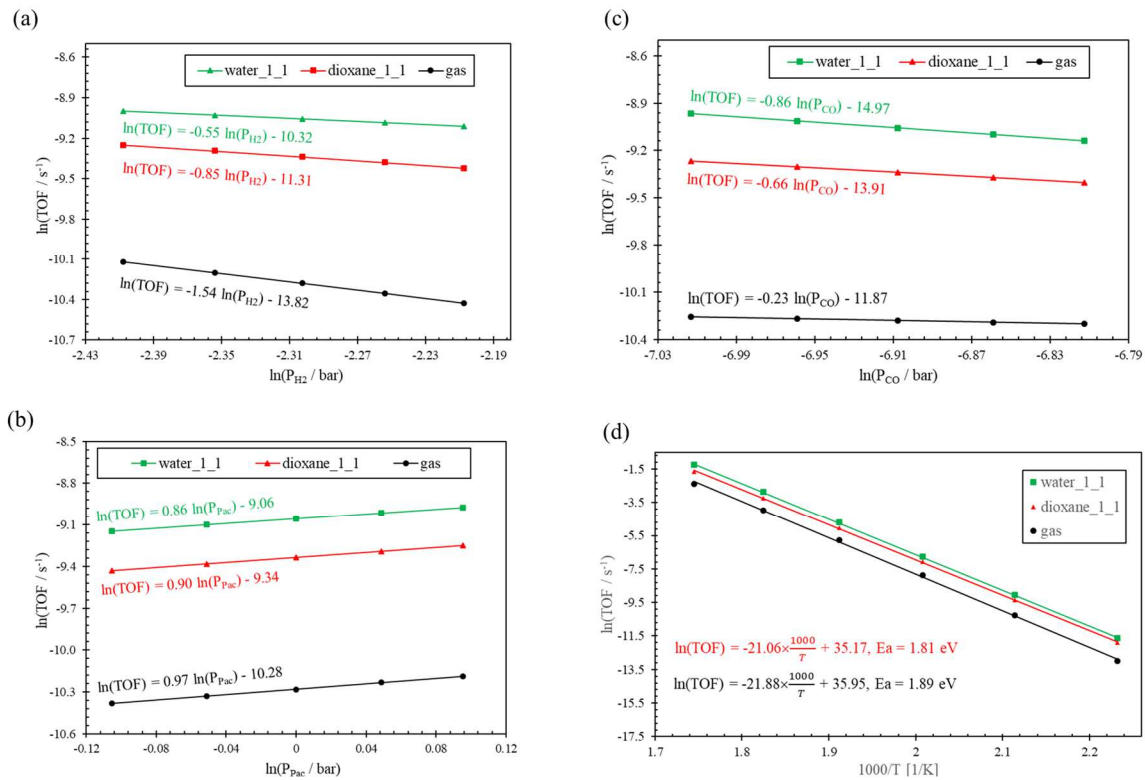 (a)
-8.6
-8.9
-9.2
-9.5
-9.8
-10.1
-10.4
-10.7
ln(TOF / s⁻¹)
water_1_1 dioxane_1_1 gas
ln(TOF) = -0.55 ln(P_H2) - 10.32
ln(TOF) = -0.85 ln(P_H2) - 11.31
ln(TOF) = -1.54 ln(P_H2) - 13.82
-2.43 -2.39 -2.35 -2.31 -2.27 -2.23 -2.19
ln(P_H2 / bar)
(c)
-8.6
-8.9
-9.2
-9.5
-9.8
-10.1
-10.4
ln(TOF / s⁻¹)
water_1_1 dioxane_1_1 gas
ln(TOF) = -0.86 ln(P_CO) - 14.97
ln(TOF) = -0.66 ln(P_CO) - 13.91
ln(TOF) = -0.23 ln(P_CO) - 11.87
-7.03 -6.99 -6.95 -6.91 -6.87 -6.83 -6.79
ln(P_CO / bar)
(b)
-8.5
-8.8
-9.1
-9.4
-9.7
-10.0
-10.3
-10.6
ln(TOF / s⁻¹)
water_1_1 dioxane_1_1 gas
ln(TOF) = 0.86 ln(P_Pac) - 9.06
ln(TOF) = 0.90 ln(P_Pac) - 9.34
ln(TOF) = 0.97 ln(P_Pac) - 10.28
-0.12 -0.08 -0.04 0 0.04 0.08 0.12
ln(P_Pac / bar)
(d)
-1.5
-3.5
-5.5
-7.5
-9.5
-11.5
-13.5
-15.5
-17.5
ln(TOF / s⁻¹)
water_1_1
dioxane_1_1
gas
ln(TOF) = -21.06×1000/T + 35.17, Ea = 1.81 eV
ln(TOF) = -21.88×1000/T + 35.95, Ea = 1.89 eV
1.7 1.8 1.9 2 2.1 2.2
1000/T [1/K]